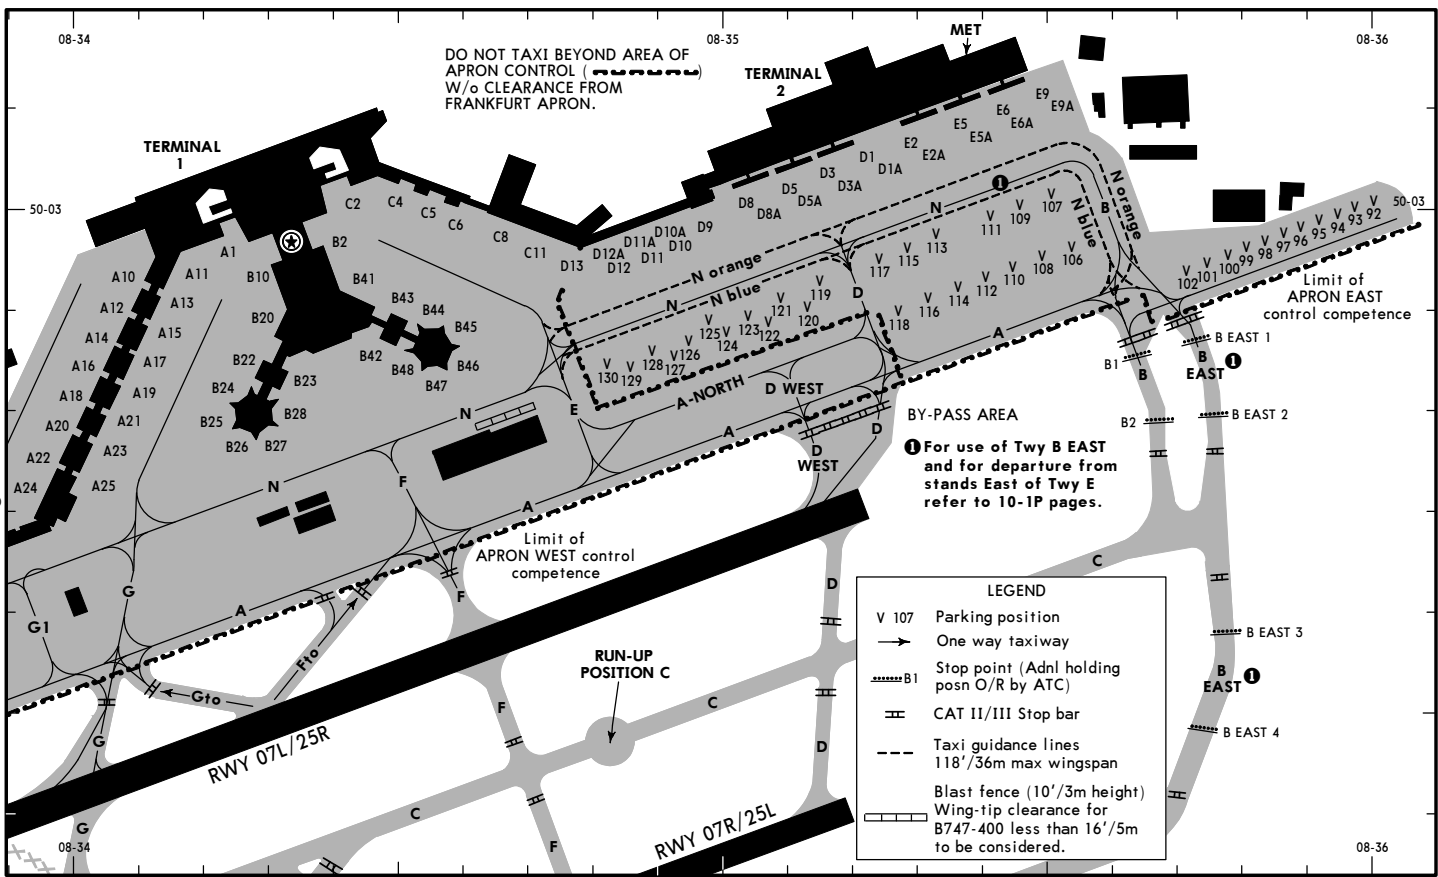 08-34
08-35
08-36
DO NOT TAXI BEYOND AREA OF
APRON CONTROL ( )
W/o CLEARANCE FROM
FRANKFURT APRON.
MET
TERMINAL
2
TERMINAL
1
50-03
50-03
E9
E9A
E6
E6A
E5
E5A
E2
E2A
D1
D1A
D3
D3A
D5
D5A
D8
D8A
D9
D10A
D10
D11A
D11
D12A
D12
D13
C2
C4
C5
C6
C8
C11
A1
B2
B10
B41
B20
B43
B44
B45
B42
B46
B48
B47
B22
B23
B24
B25
B28
B26
B27
A10
A11
A12
A13
A14
A15
A16
A17
A18
A19
A20
A21
A22
A23
A24
A25
N orange
N
N blue
N
N orange
N blue
B
1
V 107
V 109
V 111
V 113
V 115
V 117
V 106
V 108
V 110
V 112
V 114
V 116
V 118
V 119
V 120
V 121
V 122
V 123
V 124
V 125
V 126
V 127
V 128
V 129
V 130
V 92
V 93
V 94
V 95
V 96
V 97
V 98
V 99
V 100
V 101
V 102
Limit of
APRON EAST
control competence
D
A
A-NORTH
D WEST
A
D
WEST
D
E
N
N
F
A
G
A
G1
F
Fto
Gto
G
G
Limit of
APRON WEST control
competence
BY-PASS AREA
1 For use of Twy B EAST
and for departure from
stands East of Twy E
refer to 10-1P pages.
B1
B
B2
B EAST 1
B
EAST 1
B EAST 2
C
B EAST 3
B
EAST 1
B EAST 4
D
D
RUN-UP
POSITION C
C
F
C
F
RWY 07L/25R
RWY 07R/25L
LEGEND
V 107 Parking position
One way taxiway
B1 Stop point (Adnl holding
posn O/R by ATC)
CAT II/III Stop bar
Taxi guidance lines
118'/36m max wingspan
Blast fence (10'/3m height)
Wing-tip clearance for
B747-400 less than 16'/5m
to be considered.
08-34
08-36